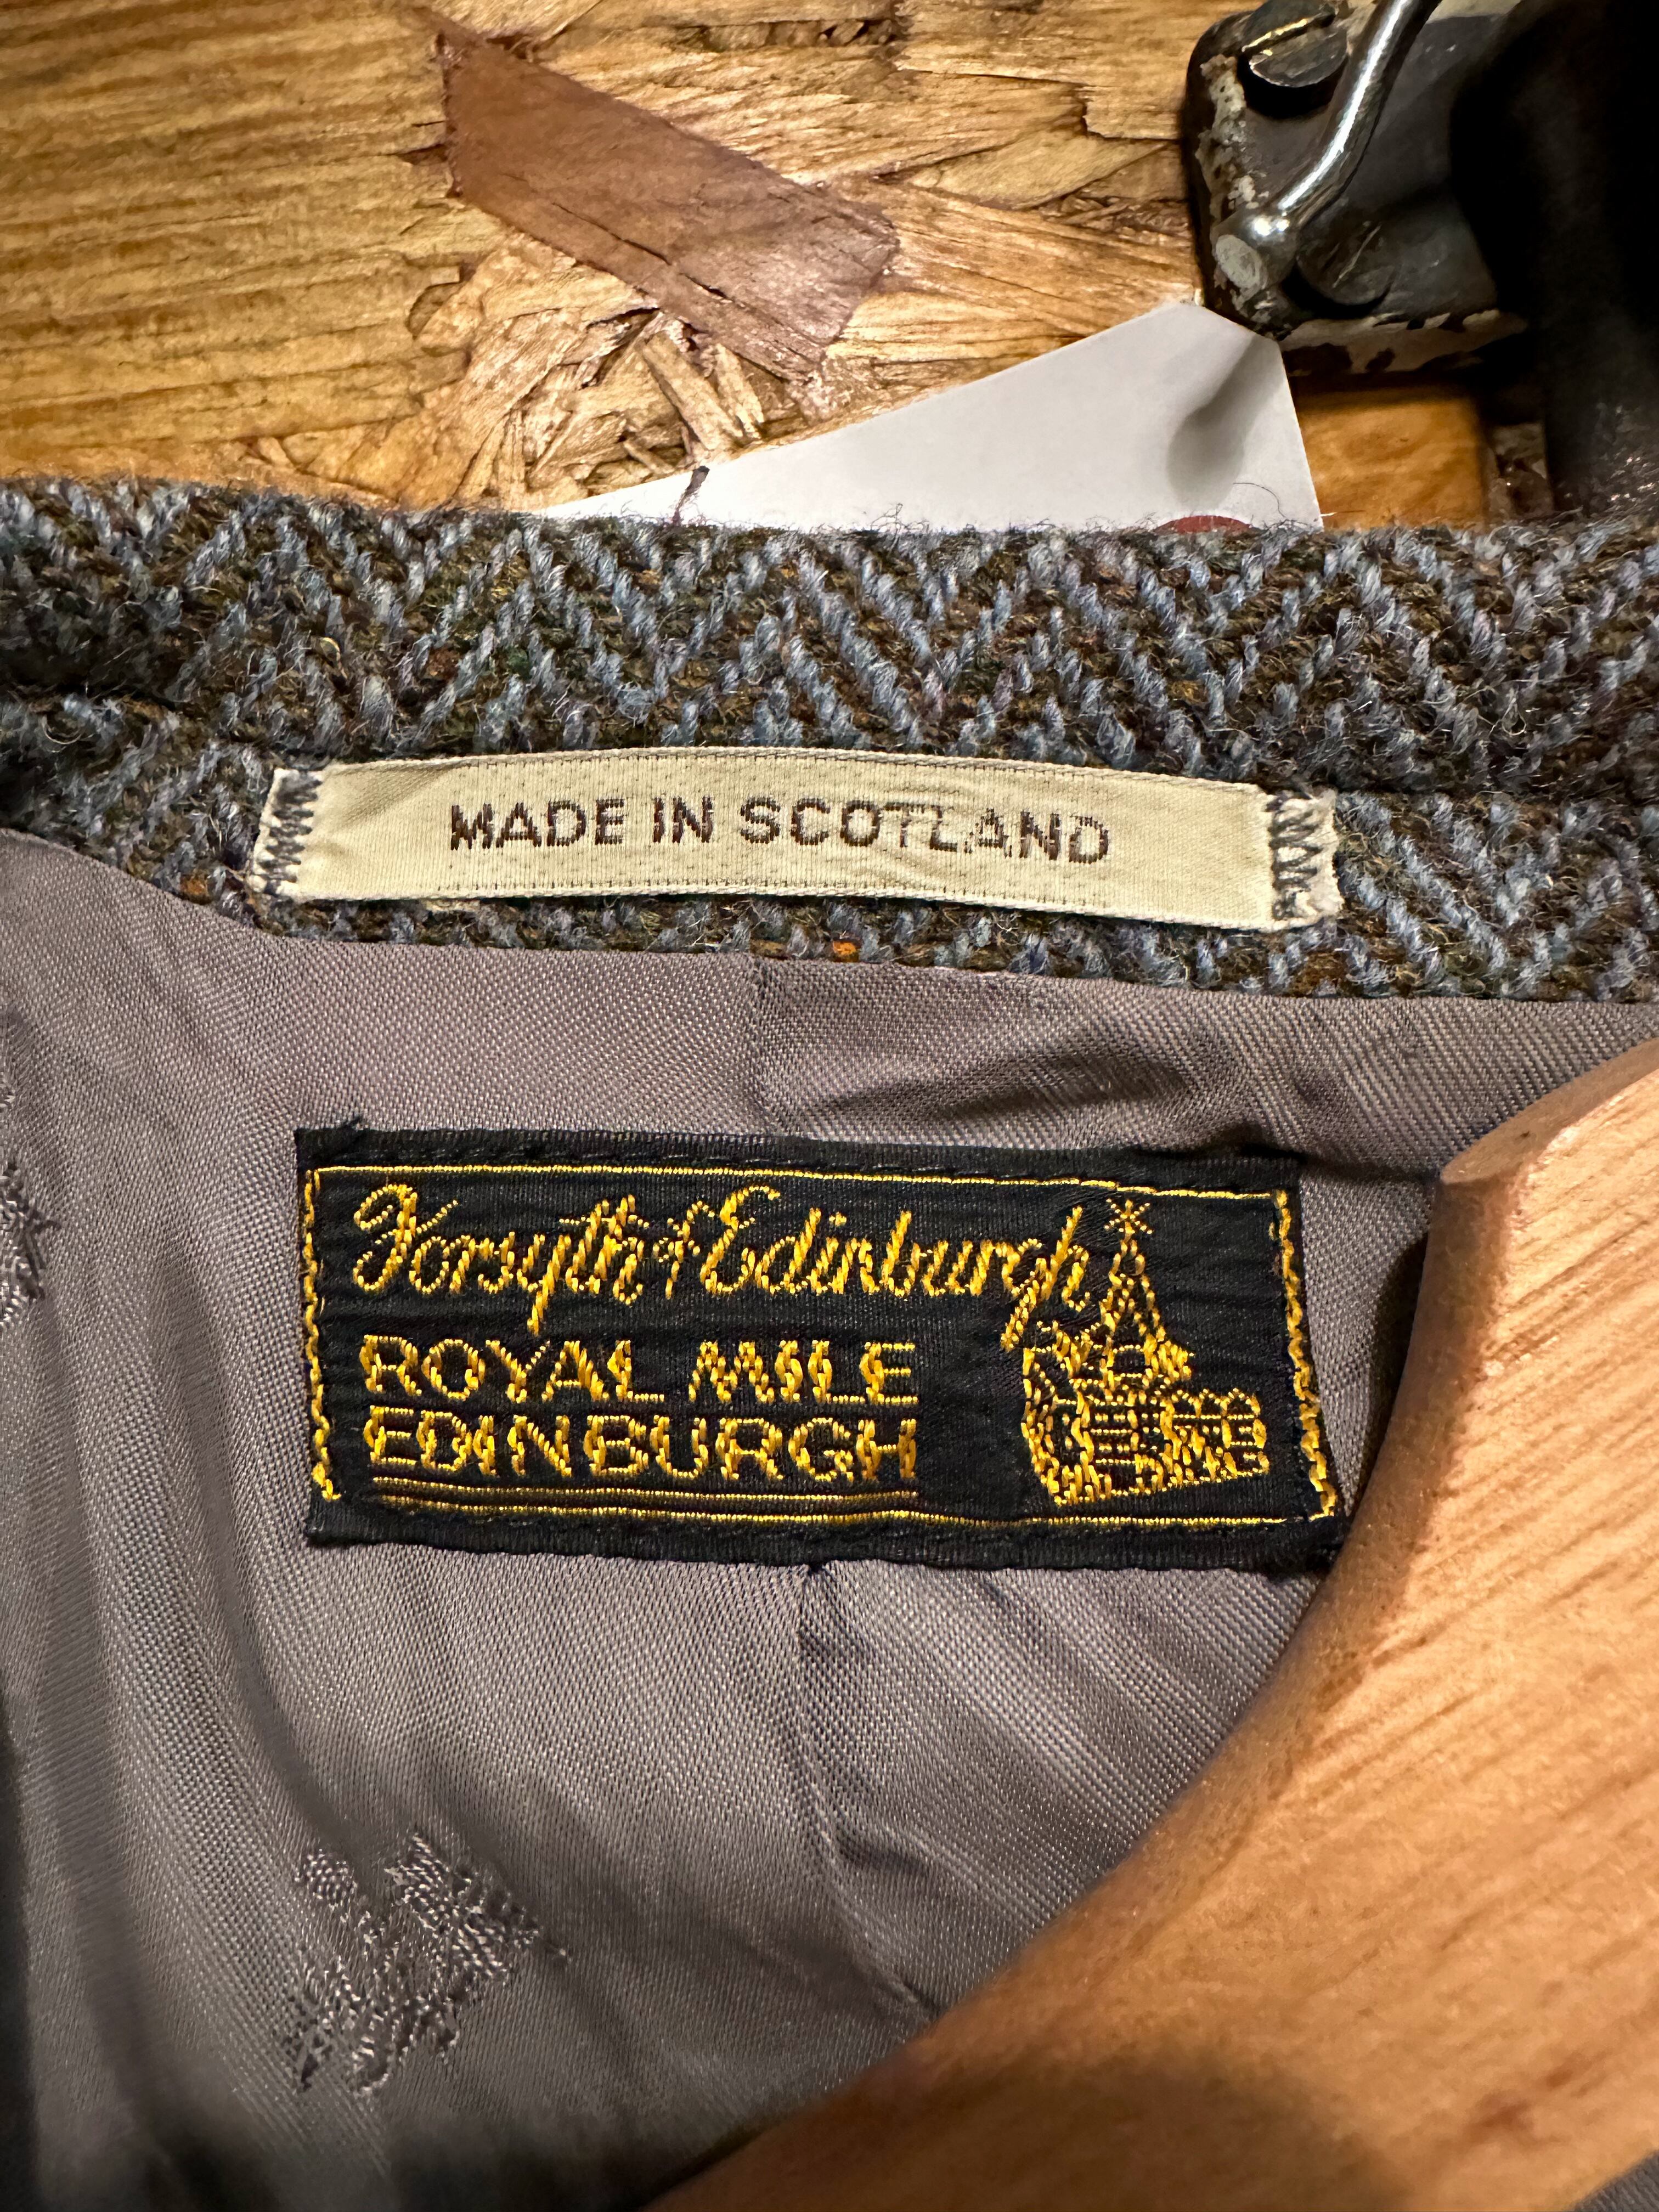 MADE IN SCOTLAND
Forsyth of Edinburgh
ROYAL MILE
EDINBURGH